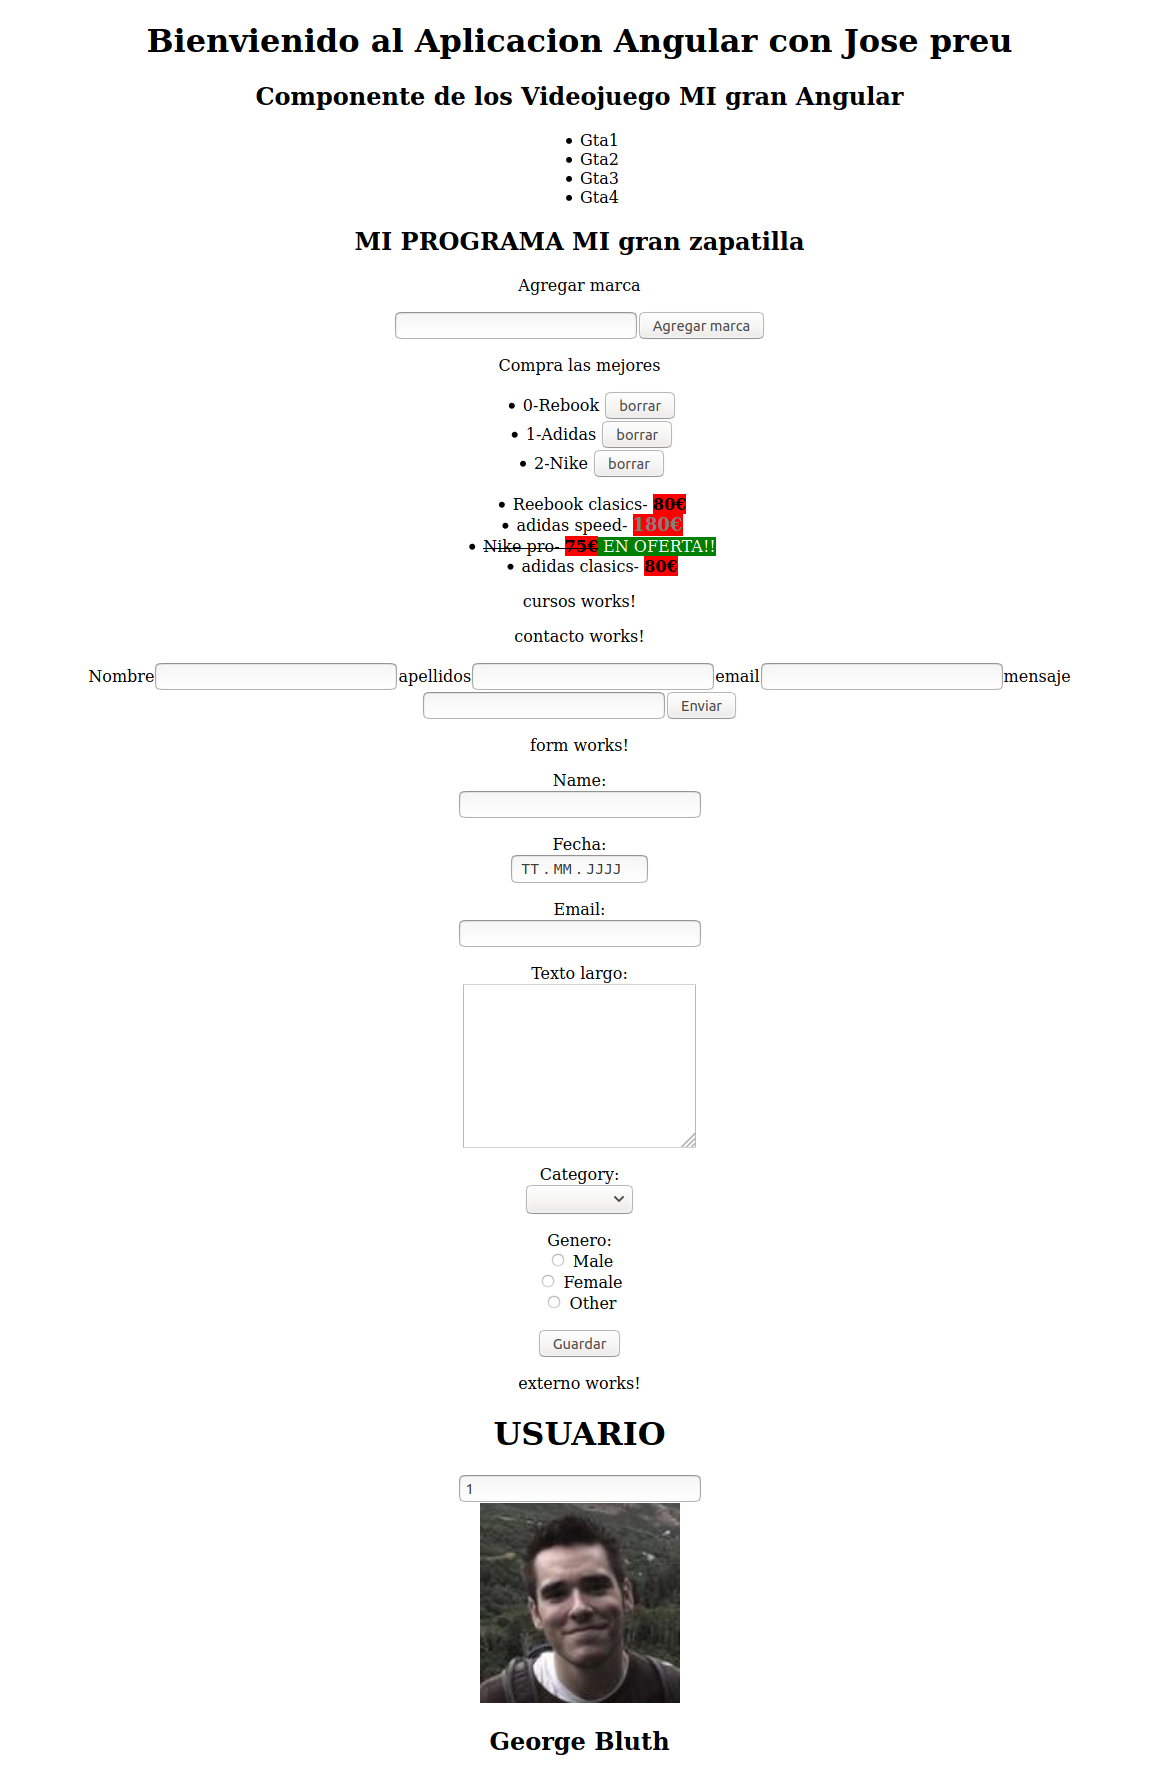 Bienvienido al Aplicacion Angular con Jose preu
Componente de los Videojuego MI gran Angular
Gta1
Gta2
Gta3
Gta4
MI PROGRAMA MI gran zapatilla
Agregar marca
Agregar marca
Compra las mejores
0-Rebook borrar
1-Adidas borrar
2-Nike borrar
Reebook clasics- 80€
adidas speed- 180€
Nike pro- 75€ EN OFERTA!!
adidas clasics- 80€
cursos works!
contacto works!
Nombre apellidos email mensaje
Enviar
form works!
Name:
Fecha:
TT . MM . JJJJ
Email:
Texto largo:
Category:
Genero:
Male
Female
Other
Guardar
externo works!
USUARIO
1
George Bluth